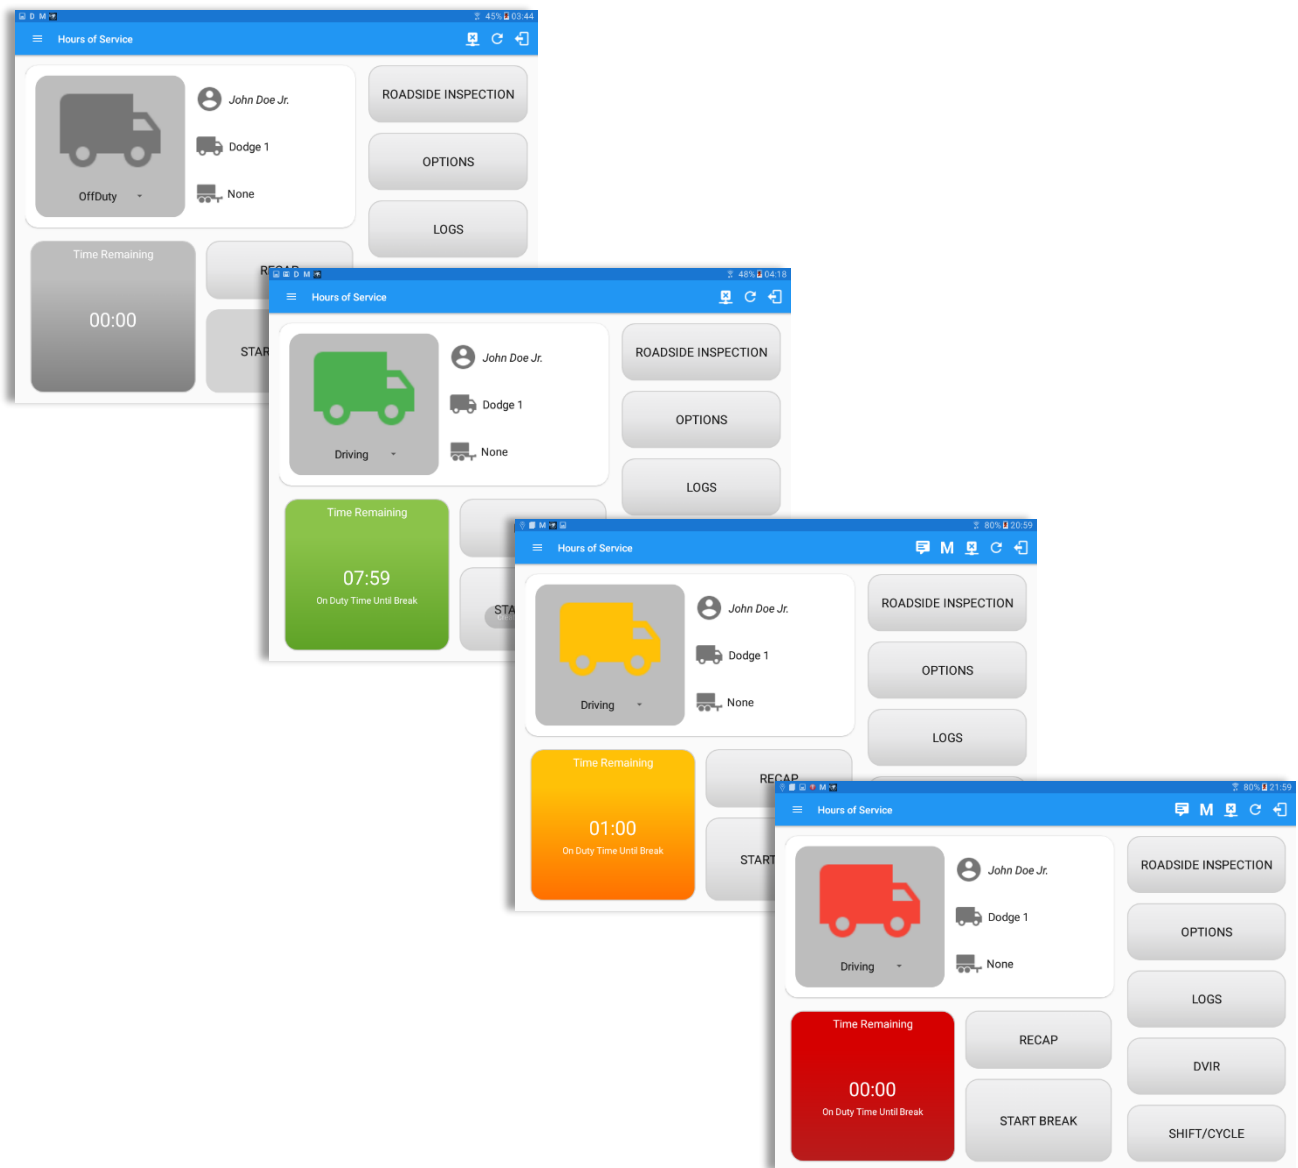 D M
45% 03:44
Hours of Service
John Doe Jr.
Dodge 1
None
OffDuty
ROADSIDE INSPECTION
OPTIONS
LOGS
Time Remaining
00:00
RECAP
STAR
D M
48% 04:18
Hours of Service
John Doe Jr.
Dodge 1
None
Driving
ROADSIDE INSPECTION
OPTIONS
LOGS
Time Remaining
07:59
On Duty Time Until Break
STA
M
80% 20:59
Hours of Service
M
John Doe Jr.
Dodge 1
None
Driving
ROADSIDE INSPECTION
OPTIONS
LOGS
Time Remaining
01:00
On Duty Time Until Break
RECAP
START
M
80% 21:59
Hours of Service
M
John Doe Jr.
Dodge 1
None
Driving
ROADSIDE INSPECTION
OPTIONS
LOGS
DVIR
SHIFT/CYCLE
Time Remaining
00:00
On Duty Time Until Break
RECAP
START BREAK